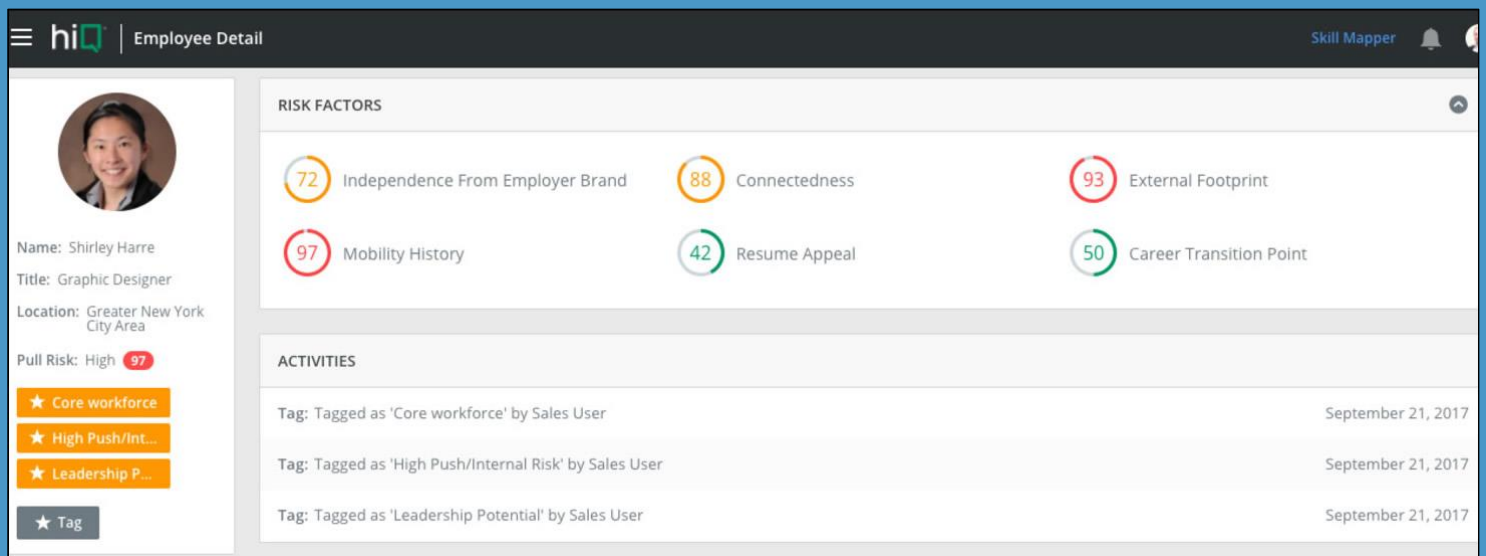 hiQ | Employee Detail
Skill Mapper
Name: Shirley Harre
Title: Graphic Designer
Location: Greater New York
City Area
Pull Risk: High 97
Core workforce
High Push/Int...
Leadership P...
Tag
RISK FACTORS
72 Independence From Employer Brand
88 Connectedness
93 External Footprint
97 Mobility History
42 Resume Appeal
50 Career Transition Point
ACTIVITIES
Tag: Tagged as 'Core workforce' by Sales User September 21, 2017
Tag: Tagged as 'High Push/Internal Risk' by Sales User September 21, 2017
Tag: Tagged as 'Leadership Potential' by Sales User September 21, 2017